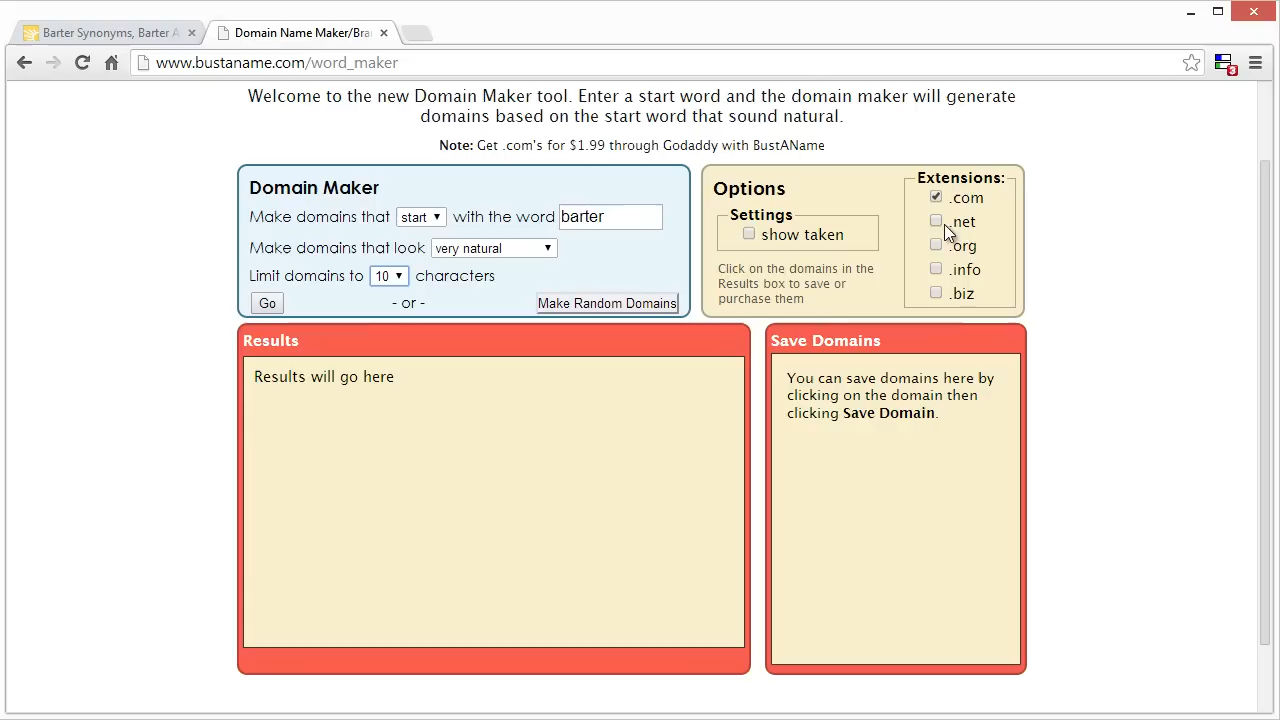 Barter Synonyms, Barter A
Domain Name Maker/Bra
www.bustaname.com/word_maker
3
Welcome to the new Domain Maker tool. Enter a start word and the domain maker will generate
domains based on the start word that sound natural.
Note: Get .com's for $1.99 through Godaddy with BustAName
Domain Maker
Make domains that start with the word barter
Make domains that look very natural
Limit domains to 10 characters
Go - or - Make Random Domains
Options
Settings
show taken
Click on the domains in the
Results box to save or
purchase them
Extensions:
.com
.net
.org
.info
.biz
Results
Results will go here
Save Domains
You can save domains here by
clicking on the domain then
clicking Save Domain.